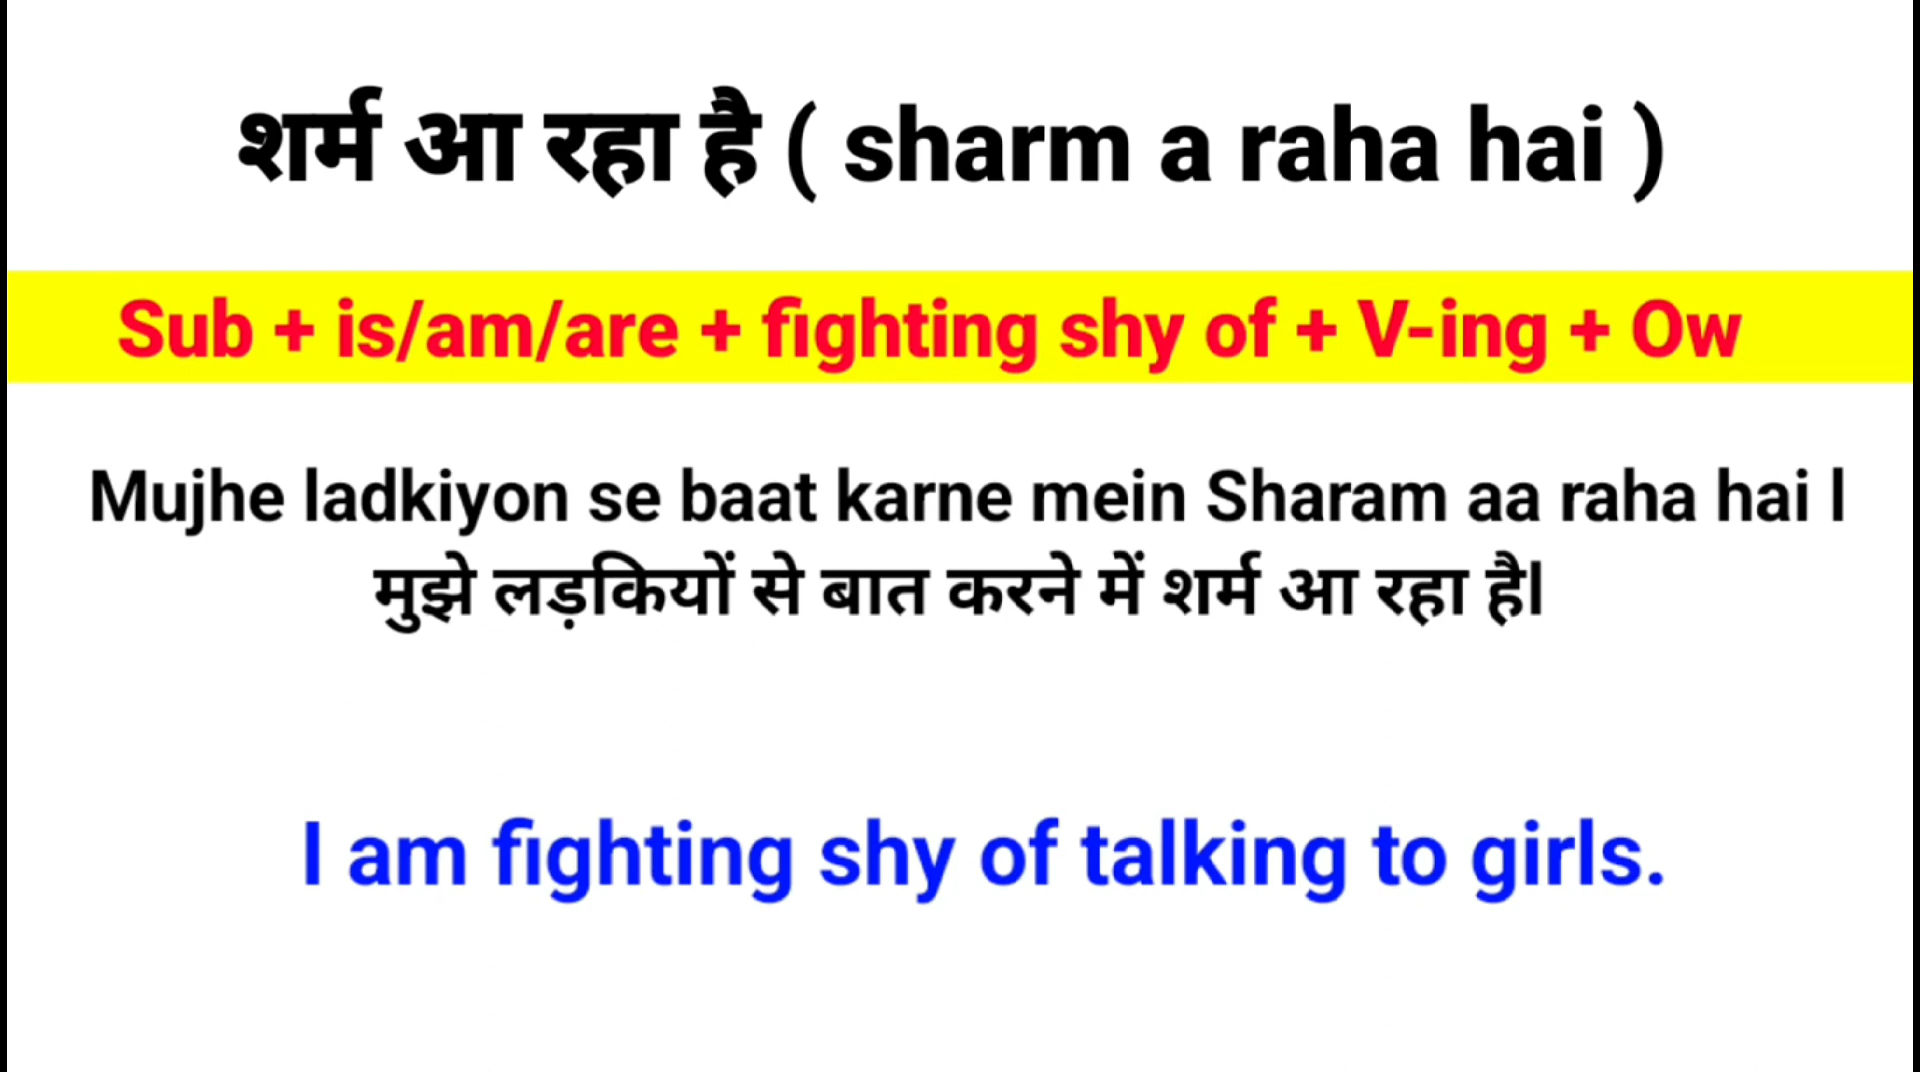 शर्म आ रहा है ( sharm a raha hai )
Sub + is/am/are + fighting shy of + V-ing + Ow
Mujhe ladkiyon se baat karne mein Sharam aa raha hai l
मुझे लड़कियों से बात करने में शर्म आ रहा है।
I am fighting shy of talking to girls.